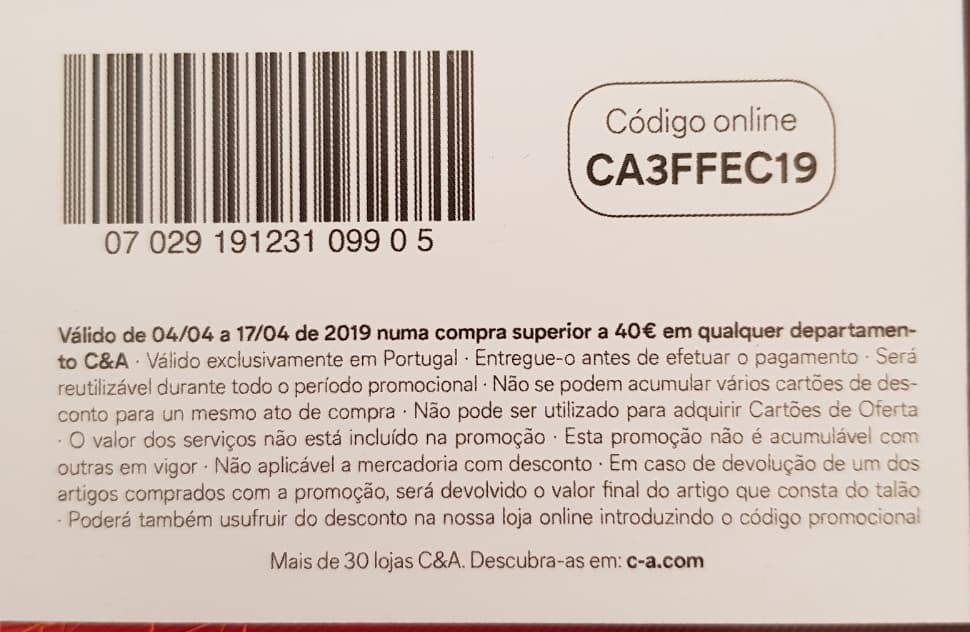 Código online
CA3FFEC19
07 029 191231 099 0 5
Válido de 04/04 a 17/04 de 2019 numa compra superior a 40€ em qualquer departamen-
to C&A · Válido exclusivamente em Portugal · Entregue-o antes de efetuar o pagamento · Será
reutilizável durante todo o período promocional · Não se podem acumular vários cartões de des-
conto para un mesmo ato de compra · Não pode ser utilizado para adquirir Cartões de Oferta
· O valor dos serviços não está incluído na promoção · Esta promoção não é acumulável com
outras em vigor · Não aplicável a mercadoria com desconto · Em caso de devolução de um dos
artigos comprados com a promoção, será devolvido o valor final do artigo que consta do talão
· Poderá também usufruir do desconto na nossa loja online introduzindo o código promocional
Mais de 30 lojas C&A. Descubra-as em: c-a.com